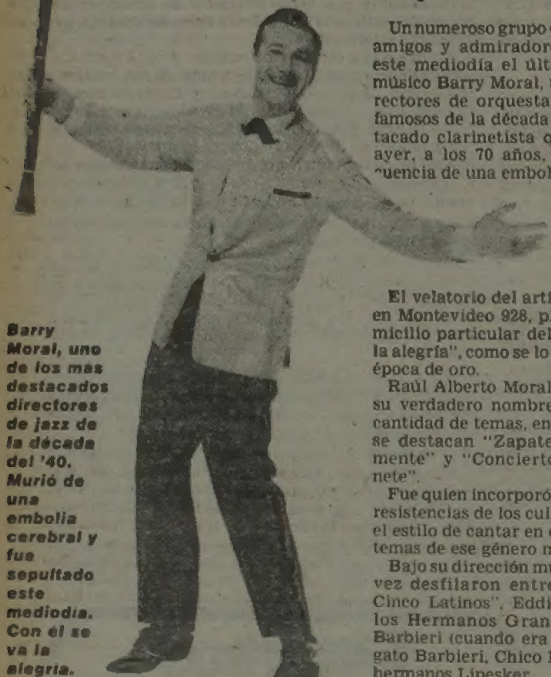 Barry
Moral, uno
de los más
destacados
directores
de jazz de
la década
del '40.
Murió de
una
embolia
cerebral y
fue
sepultado
este
mediodía.
Con él se
va la
alegría.
Un numeroso grupo
amigos y admirador
este mediodía el últ
músico Barry Moral,
rectores de orquesta
famosos de la década
tacado clarinetista q
ayer, a los 70 años,
cuencia de una embol
El velatorio del arti
en Montevideo 928, p
micilio particular del
la alegría", como se lo
época de oro.
Raúl Alberto Moral
su verdadero nombre
cantidad de temas, en
se destacan "Zapate
mente" y "Concierto
nete".
Fue quien incorporó
resistencias de los cul
el estilo de cantar en
temas de ese género n
Bajo su dirección mu
vez desfilaron entre
Cinco Latinos", Eddi
los Hermanos Gran
Barbieri (cuando era
gato Barbieri, Chico
hermanos Lipesker